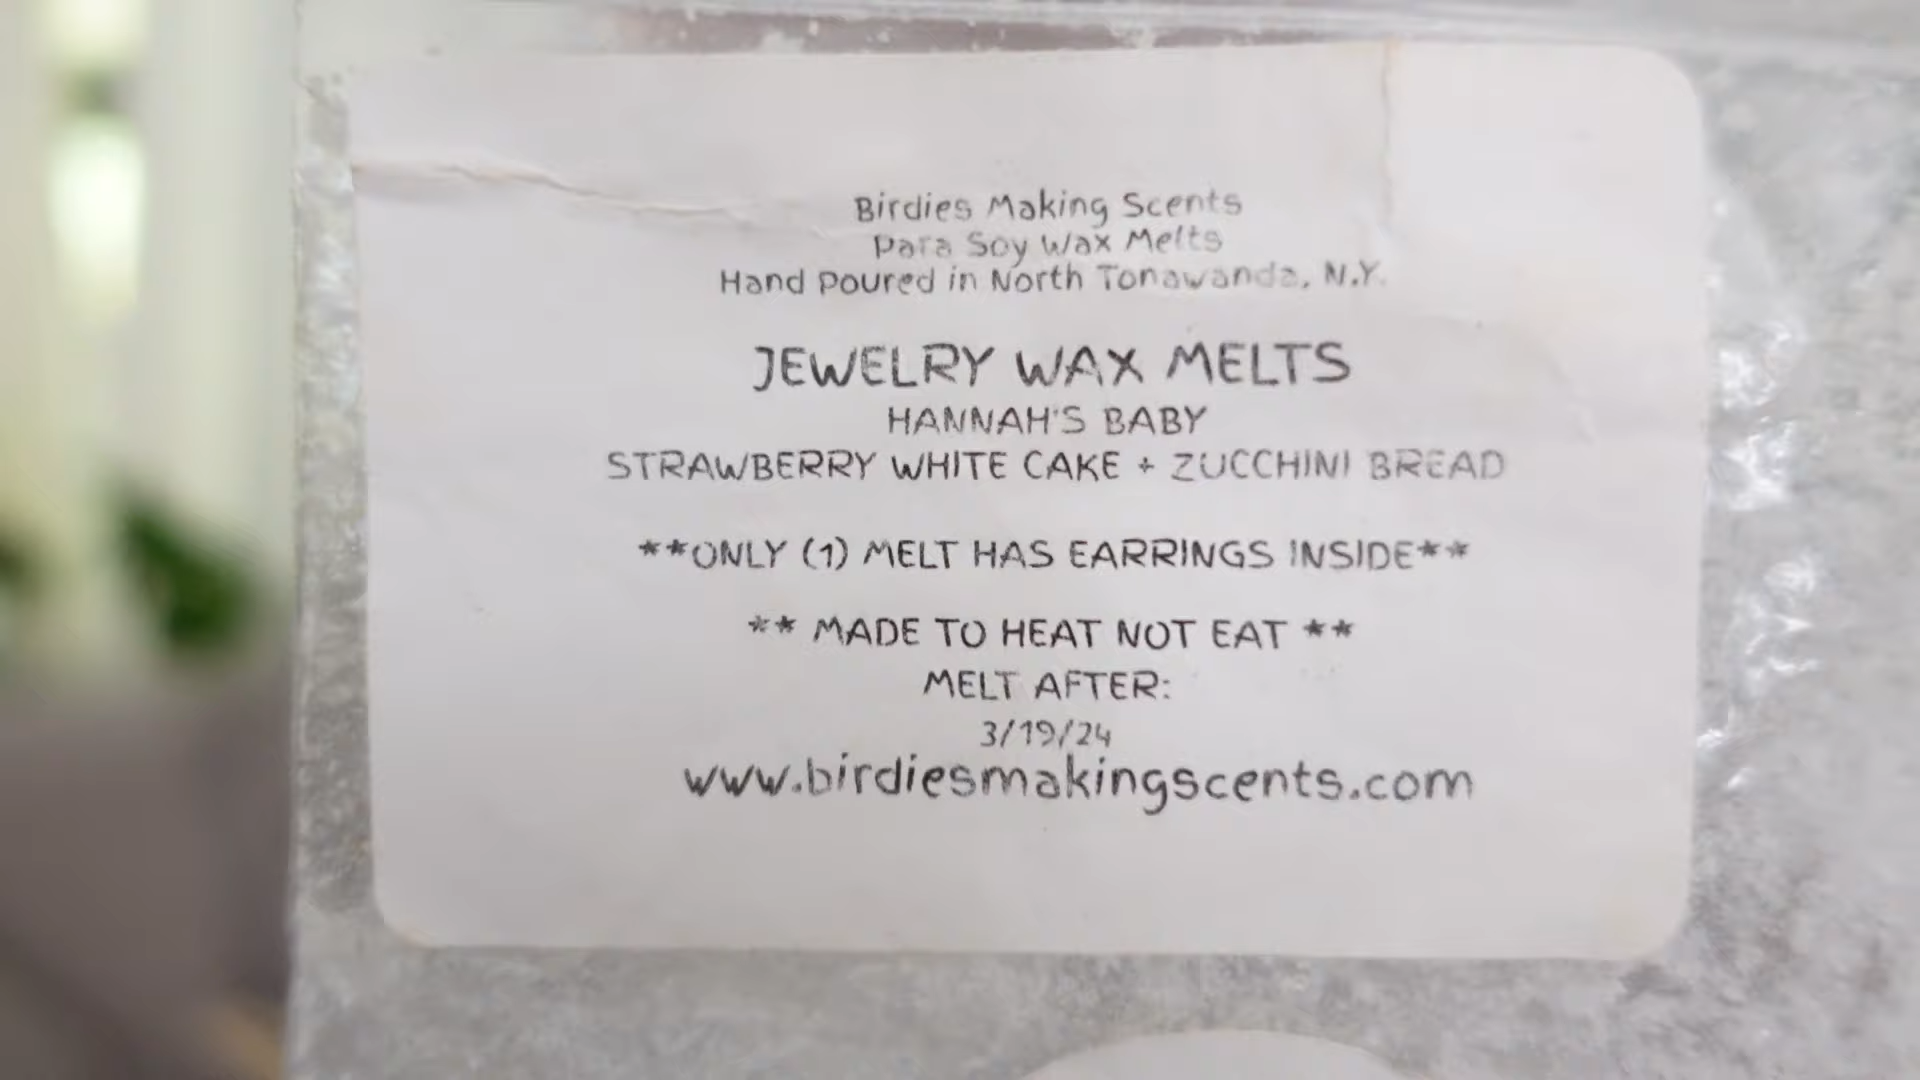 Birdies Making Scents
Para Soy Wax Melts
Hand Poured in North Tonawanda, N.Y.
JEWELRY WAX MELTS
HANNAH'S BABY
STRAWBERRY WHITE CAKE + ZUCCHINI BREAD
**ONLY (1) MELT HAS EARRINGS INSIDE**
** MADE TO HEAT NOT EAT **
MELT AFTER:
3/19/24
www.birdiesmakingscents.com